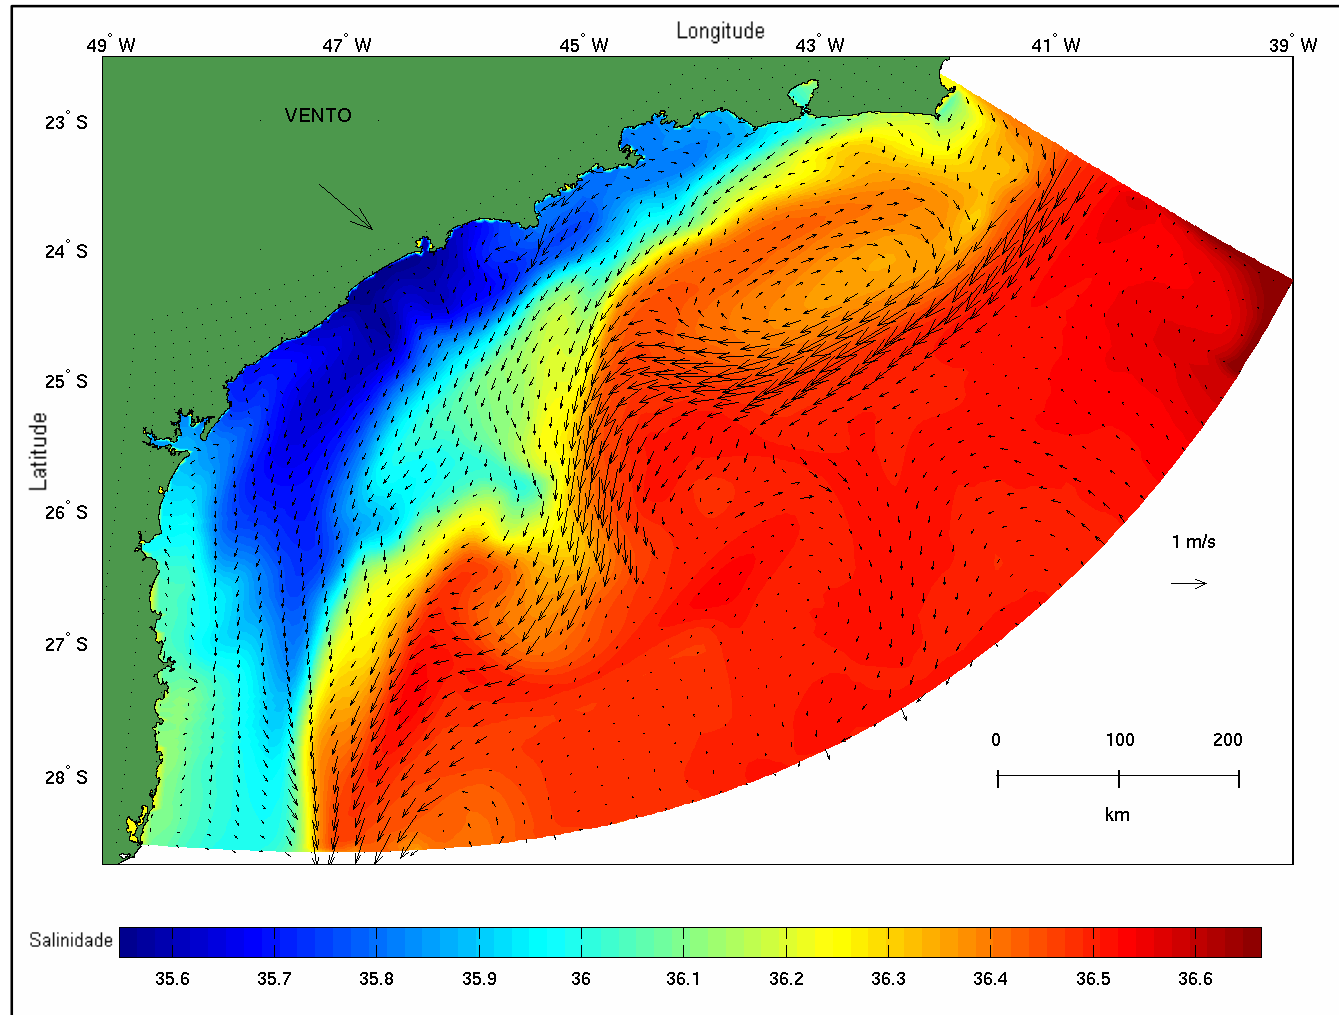 Longitude
49° W 47° W 45° W 43° W 41° W 39° W
VENTO
23° S
24° S
25° S
Latitude
26° S
1 m/s
27° S
28° S
0 100 200
km
Salinidade
35.6 35.7 35.8 35.9 36 36.1 36.2 36.3 36.4 36.5 36.6